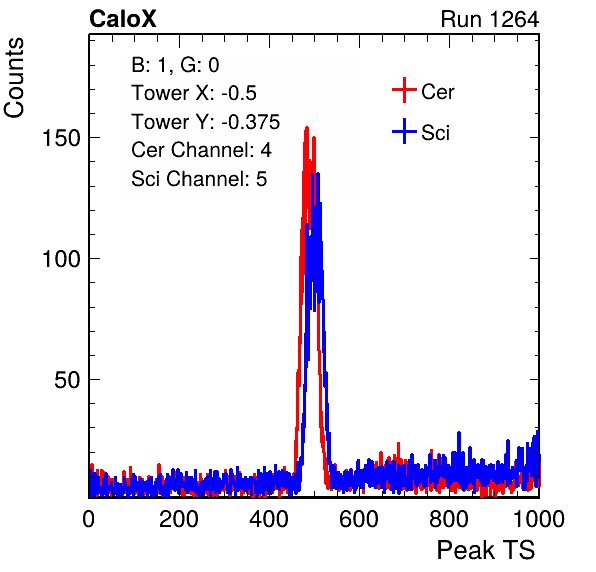 CaloX Run 1264
Counts
B: 1, G: 0
Tower X: -0.5
Tower Y: -0.375
Cer Channel: 4
Sci Channel: 5
Cer
Sci
150
100
50
0 200 400 600 800 1000
Peak TS